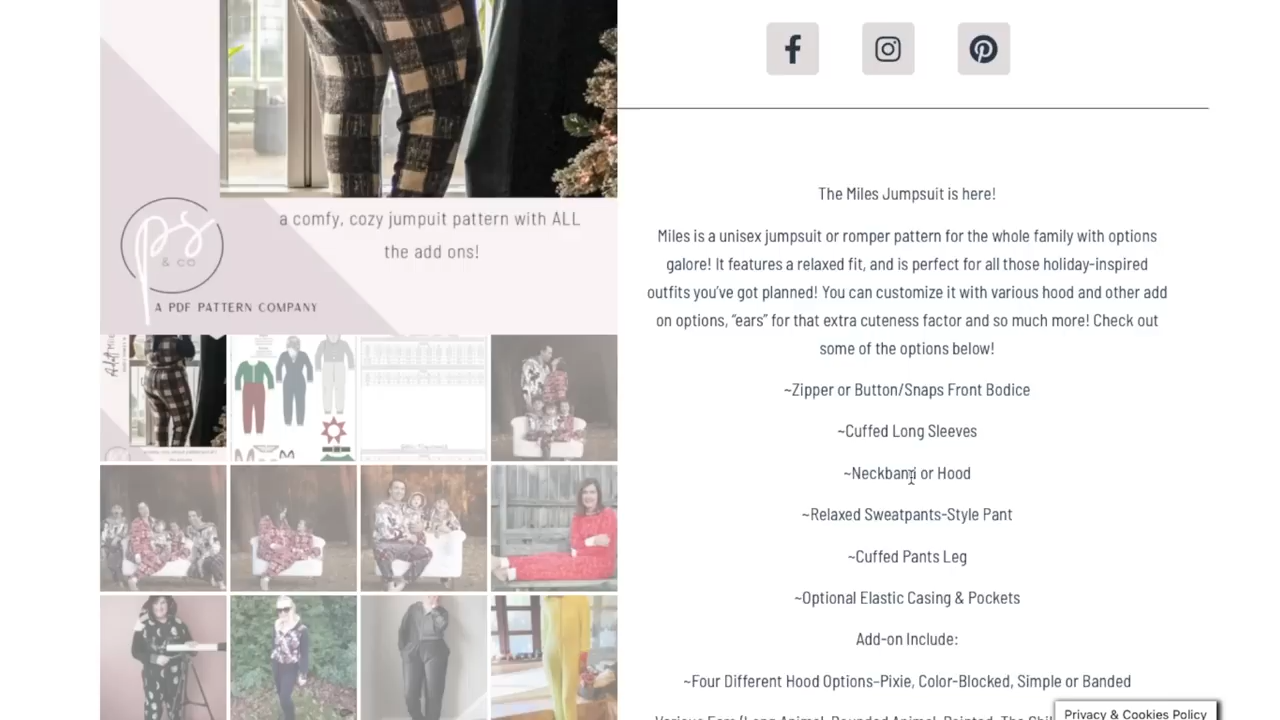 a comfy, cozy jumpuit pattern with ALL
the add ons!
ps
& CO
A PDF PATTERN COMPANY
The Miles Jumpsuit is here!
Miles is a unisex jumpsuit or romper pattern for the whole family with options
galore! It features a relaxed fit, and is perfect for all those holiday-inspired
outfits you’ve got planned! You can customize it with various hood and other add
on options, “ears” for that extra cuteness factor and so much more! Check out
some of the options below!
~Zipper or Button/Snaps Front Bodice
~Cuffed Long Sleeves
~Neckband or Hood
~Relaxed Sweatpants-Style Pant
~Cuffed Pants Leg
~Optional Elastic Casing & Pockets
Add-on Include:
~Four Different Hood Options–Pixie, Color-Blocked, Simple or Banded
Privacy & Cookies Policy